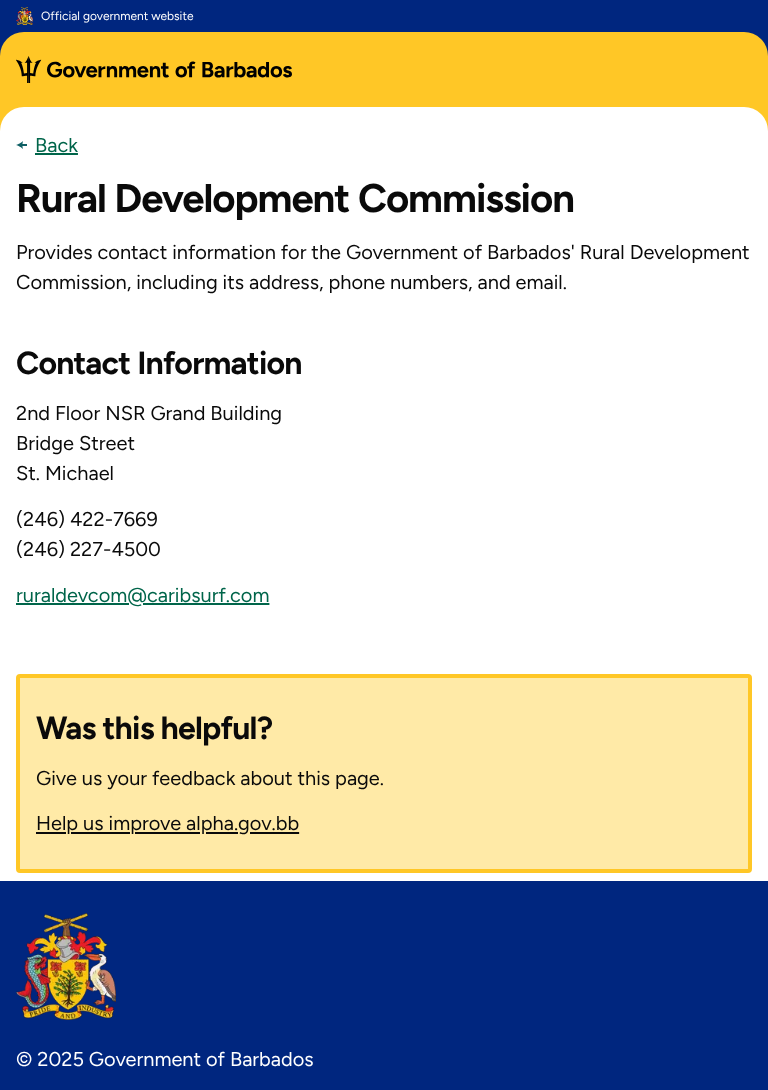 Official government website
Government of Barbados
Back
Rural Development Commission
Provides contact information for the Government of Barbados' Rural Development
Commission, including its address, phone numbers, and email.
Contact Information
2nd Floor NSR Grand Building
Bridge Street
St. Michael
(246) 422-7669
(246) 227-4500
ruraldevcom@caribsurf.com
Was this helpful?
Give us your feedback about this page.
Help us improve alpha.gov.bb
PRIDE AND INDUSTRY
© 2025 Government of Barbados